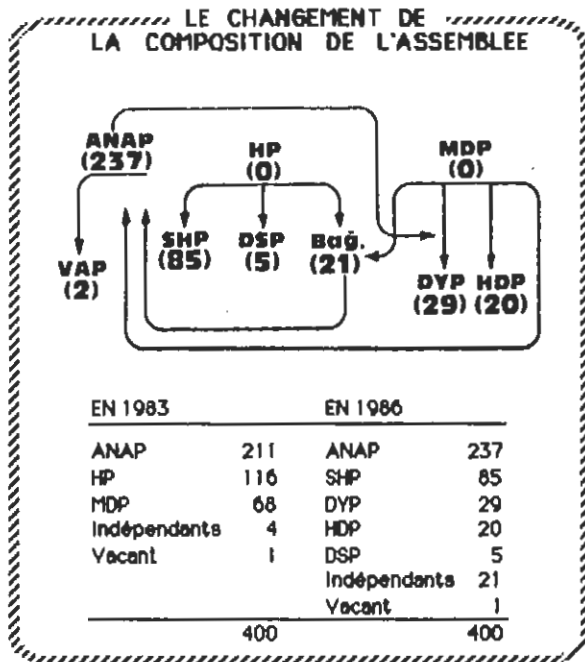 LE CHANGEMENT DE
LA COMPOSITION DE L'ASSEMBLEE
ANAP
(237)
HP
(0)
MDP
(0)
VAP
(2)
SHP
(85)
DSP
(5)
Bağ.
(21)
DYP
(29)
HDP
(20)
EN 1983 EN 1986
ANAP 211 ANAP 237
HP 116 SHP 85
MDP 68 DYP 29
Indépendants 4 HDP 20
Vacant 1 DSP 5
Indépendants 21
Vacant 1
400 400